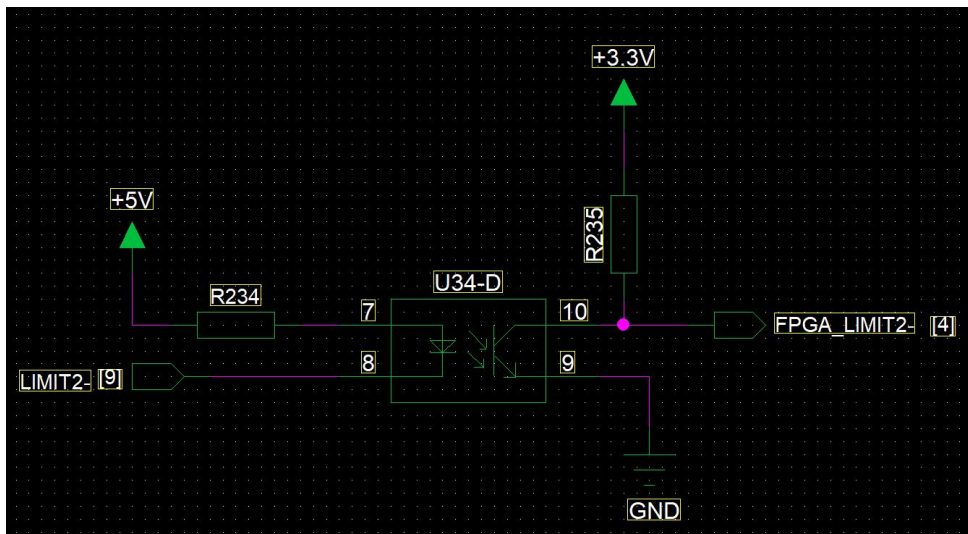 +3.3V
+5V
R235
U34-D
R234
7
10
FPGA_LIMIT2- [4]
8
9
LIMIT2- [9]
GND